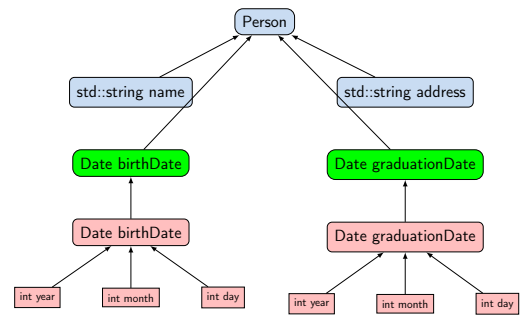 Person
std::string name
std::string address
Date birthDate
Date graduationDate
Date birthDate
Date graduationDate
int year
int month
int day
int year
int month
int day